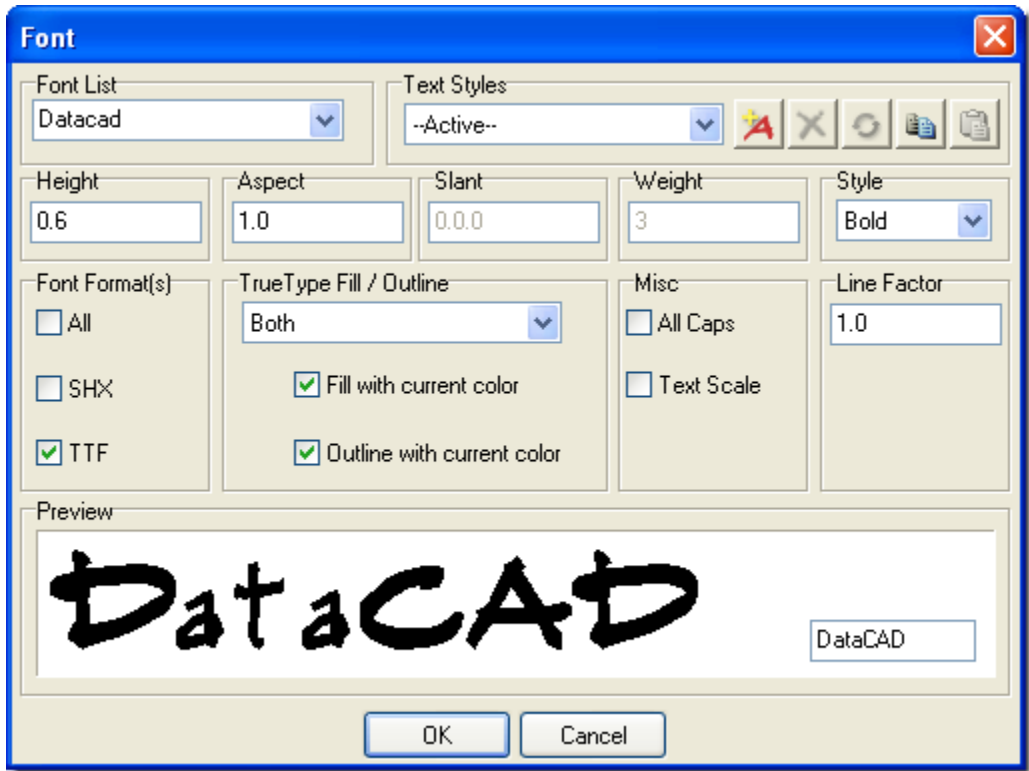 Font
Font List
Text Styles
Datacad
--Active--
Height
Aspect
Slant
Weight
Style
0.6
1.0
0.0.0
3
Bold
Font Format(s)
TrueType Fill / Outline
Misc
Line Factor
All
Both
All Caps
1.0
SHX
Fill with current color
Text Scale
TTF
Outline with current color
Preview
DataCAD
DataCAD
OK
Cancel